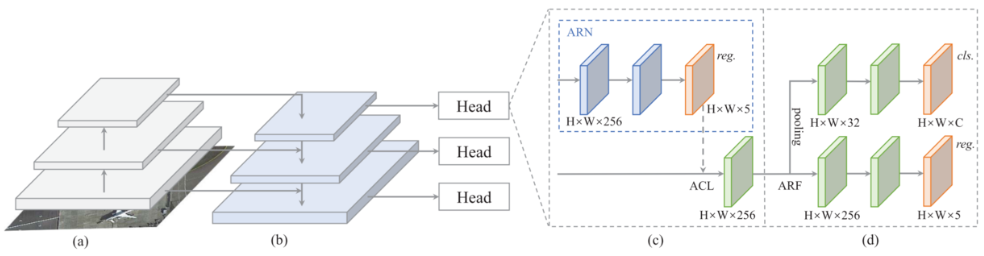 ARN
reg.
cls.
Head
H×W×5
H×W×256
pooling
H×W×32
H×W×C
Head
reg.
ACL
ARF
Head
H×W×256
H×W×256
H×W×5
(a)
(b)
(c)
(d)